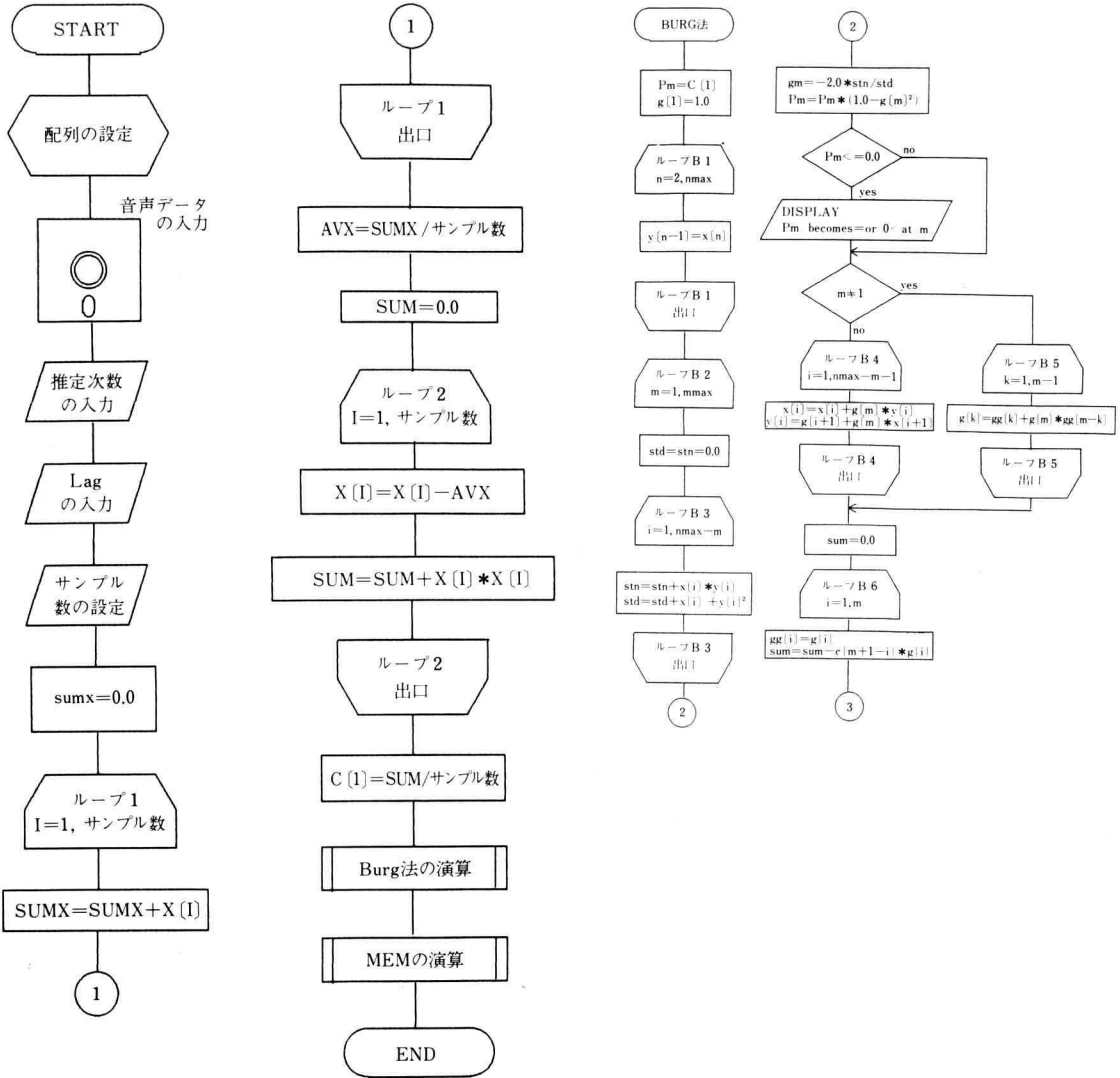 START
配列の設定
音声データ
の入力
推定次数
の入力
Lag
の入力
サンプル
数の設定
sumx=0.0
ループ1
I=1, サンプル数
SUMX=SUMX+X[I]
1
1
ループ1
出口
AVX=SUMX/サンプル数
SUM=0.0
ループ2
I=1, サンプル数
X[I]=X[I]-AVX
SUM=SUM+X[I]*X[I]
ループ2
出口
C[1]=SUM/サンプル数
Burg法の演算
MEMの演算
END
BURG法
Pm=C[1]
g[1]=1.0
ループB1
n=2,nmax
y[n-1]=x[n]
ループB1
出口
ループB2
m=1,mmax
std=stn=0.0
ループB3
i=1,nmax-m
stn=stn+x[i]*y[i]
std=std+x[i] +y[i]²
ループB3
出口
2
2
gm=-2.0*stn/std
Pm=Pm*(1.0-g[m]²)
Pm<=0.0
no
yes
DISPLAY
Pm becomes=or 0< at m
m≠1
yes
no
ループB4
i=1,nmax-m-1
x[i]=x[i]+g[m]*y[i]
y[i]=g[i+1]+g[m]*x[i+1]
ループB4
出口
ループB5
k=1,m-1
g[k]=gg[k]+g[m]*gg[m-k]
ループB5
出口
sum=0.0
ループB6
i=1,m
gg[i]=g[i]
sum=sum-c[m+1-i]*g[i]
3